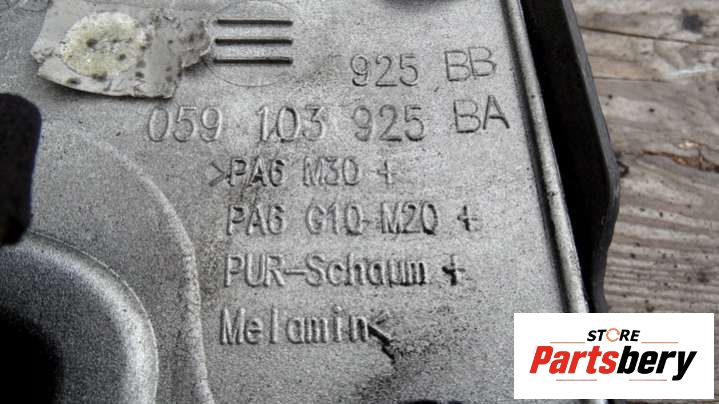 925 BB
059 103 925 BA
>PA6 M30 +
PA6 G10-M20 +
PUR-Schaum +
Melamin<
STORE
Partsbery